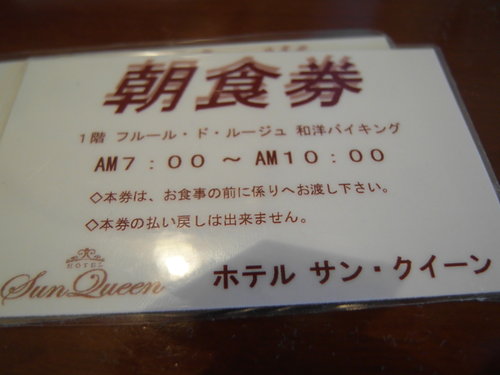 朝食券
1階 フルール・ド・ルージュ 和洋バイキング
AM7:00 ～ AM10:00
◇本券は、お食事の前に係りへお渡し下さい。
◇本券の払い戻しは出来ません。
HOTEL
Sun Queen
ホテル サン・クイーン